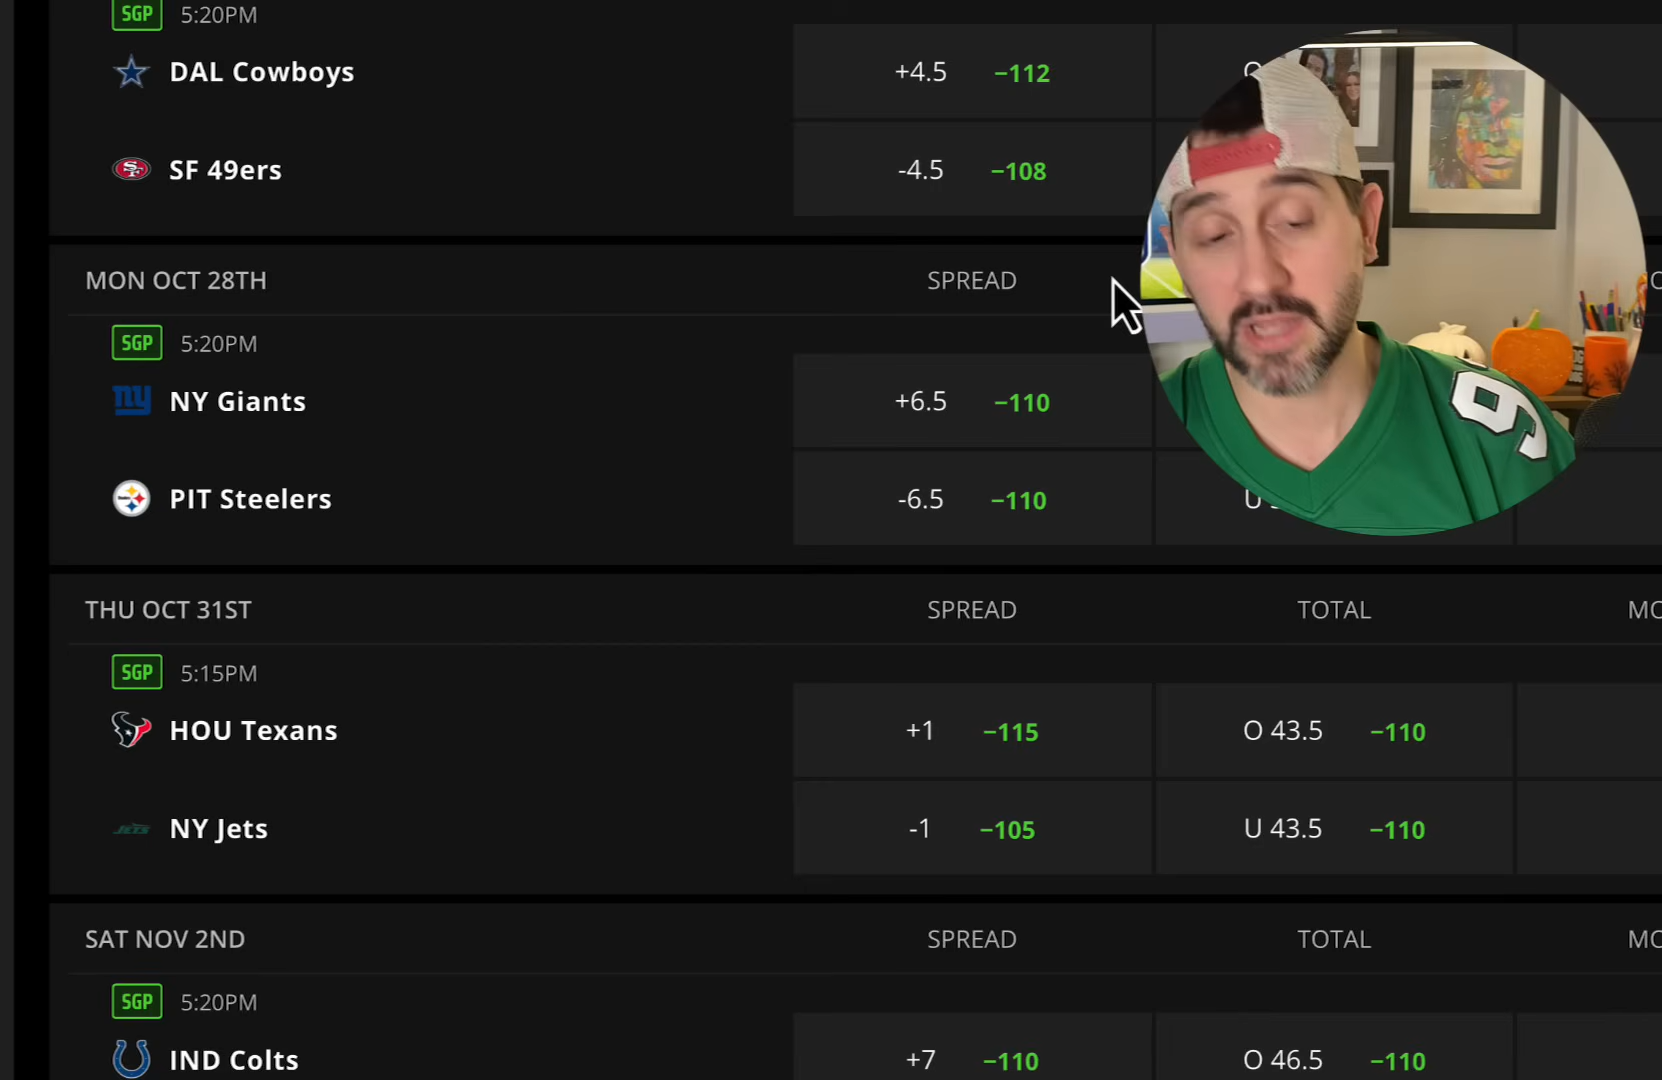 SGP 5:20PM
DAL Cowboys +4.5 −112 O
SF 49ers -4.5 −108
MON OCT 28TH SPREAD
SGP 5:20PM
NY Giants +6.5 −110
PIT Steelers -6.5 −110 U
THU OCT 31ST SPREAD TOTAL MO
SGP 5:15PM
HOU Texans +1 −115 O 43.5 −110
NY Jets -1 −105 U 43.5 −110
SAT NOV 2ND SPREAD TOTAL MO
SGP 5:20PM
IND Colts +7 −110 O 46.5 −110